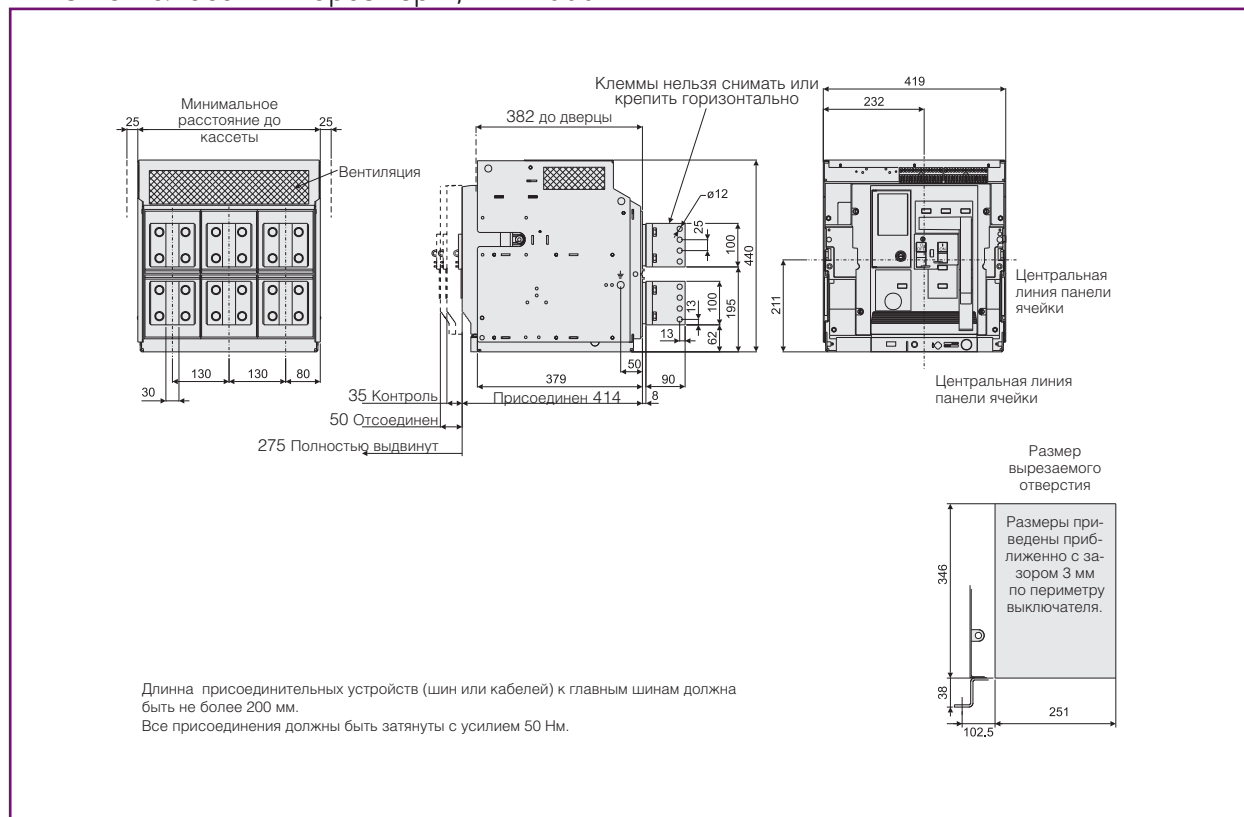 Минимальное
расстояние до
кассеты
25
25
Вентиляция
130
130
80
30
Клеммы нельзя снимать или
крепить горизонтально
382 до дверцы
ø12
25
100
440
195
100
13
13
62
50
379
90
35 Контроль
Присоединен 414
8
50 Отсоединен
275 Полностью выдвинут
419
232
211
Центральная
линия панели
ячейки
Центральная линия
панели ячейки
Размер
вырезаемого
отверстия
Размеры при-
ведены приб-
лиженно с за-
зором 3 мм
по периметру
выключателя.
346
38
251
102.5
Длинна присоединительных устройств (шин или кабелей) к главным шинам должна
быть не более 200 мм.
Все присоединения должны быть затянуты с усилием 50 Нм.